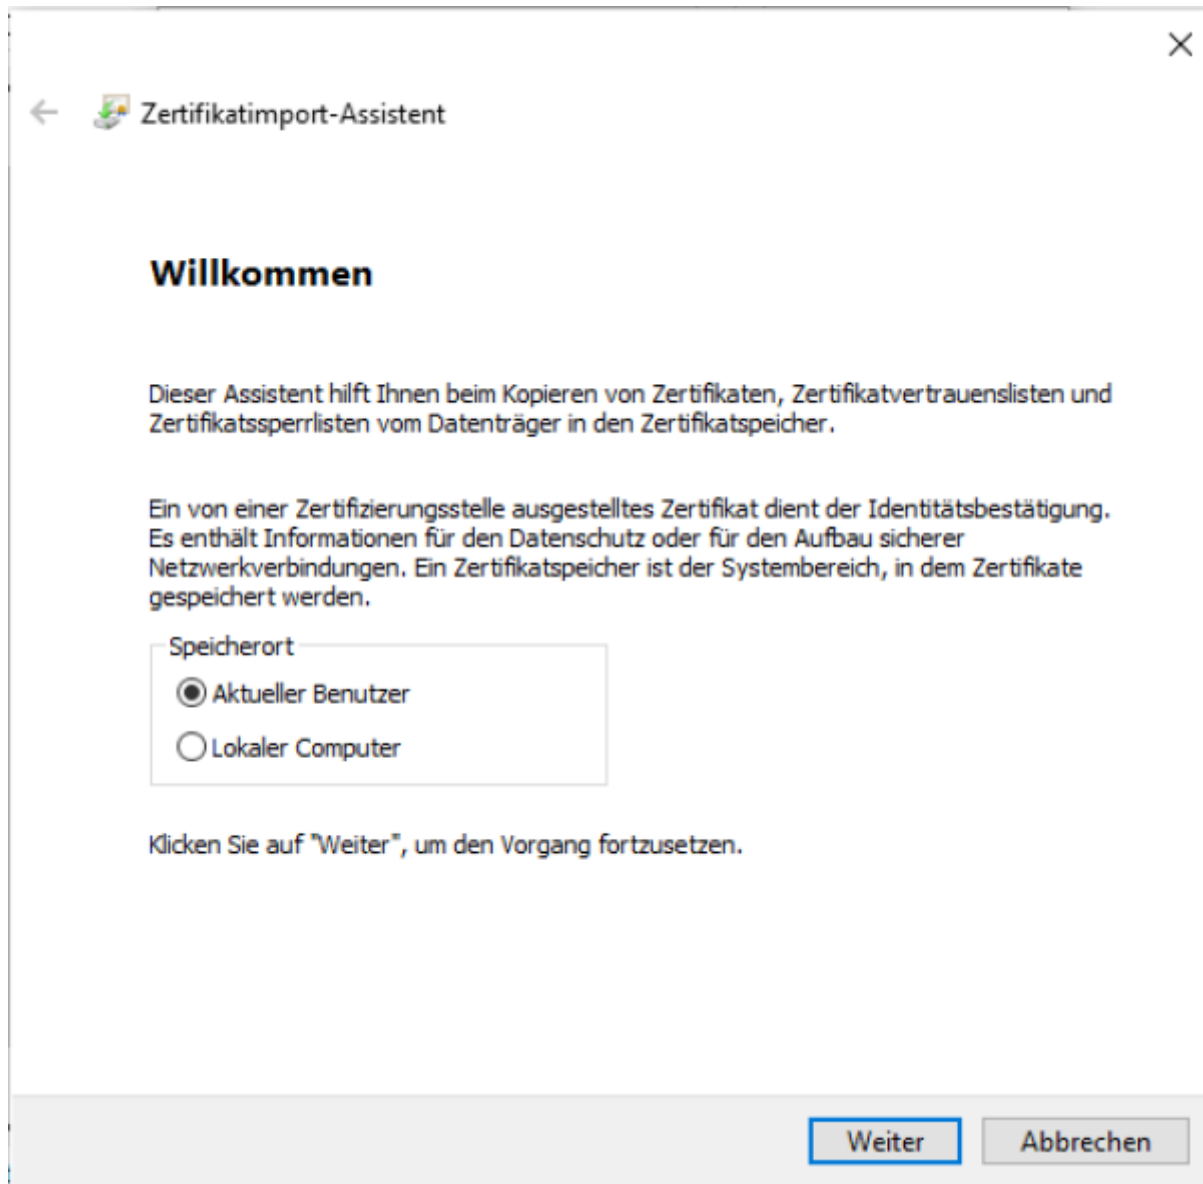 Zertifikatimport-Assistent
Willkommen
Dieser Assistent hilft Ihnen beim Kopieren von Zertifikaten, Zertifikatvertrauenslisten und
Zertifikatssperrlisten vom Datenträger in den Zertifikatspeicher.
Ein von einer Zertifizierungsstelle ausgestelltes Zertifikat dient der Identitätsbestätigung.
Es enthält Informationen für den Datenschutz oder für den Aufbau sicherer
Netzwerkverbindungen. Ein Zertifikatspeicher ist der Systembereich, in dem Zertifikate
gespeichert werden.
Speicherort
Aktueller Benutzer
Lokaler Computer
Klicken Sie auf "Weiter", um den Vorgang fortzusetzen.
Weiter
Abbrechen